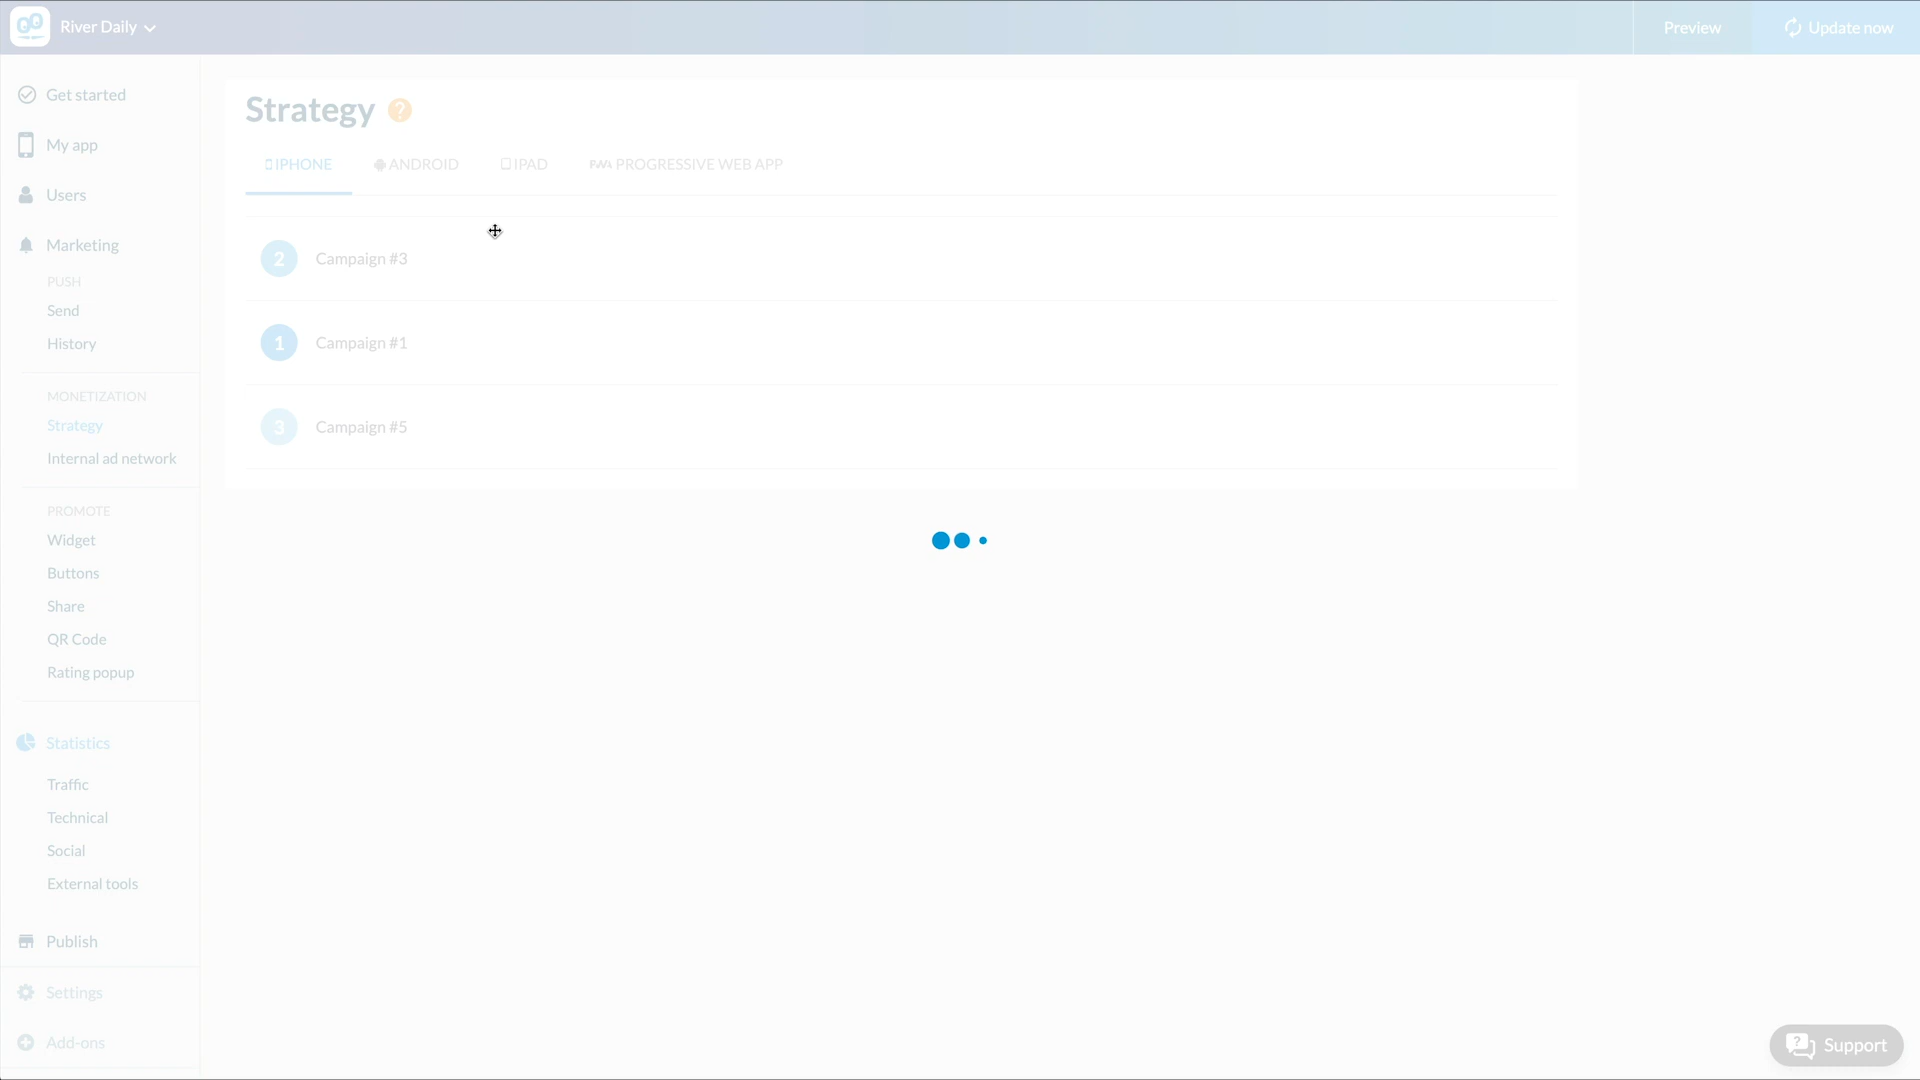 River Daily
Preview
Update now
Get started
My app
Users
Marketing
PUSH
Send
History
MONETIZATION
Strategy
Internal ad network
PROMOTE
Widget
Buttons
Share
QR Code
Rating popup
Statistics
Traffic
Technical
Social
External tools
Publish
Settings
Add-ons
Strategy ?
IPHONE
ANDROID
IPAD
PWA PROGRESSIVE WEB APP
2 Campaign #3
1 Campaign #1
3 Campaign #5
? Support